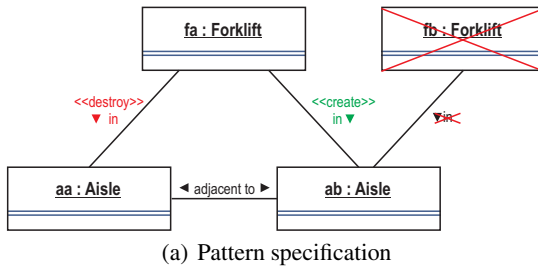 fa : Forklift
fb : Forklift
<<destroy>>
▼ in
<<create>>
in ▼
▼in
aa : Aisle
◄ adjacent to ►
ab : Aisle
(a) Pattern specification